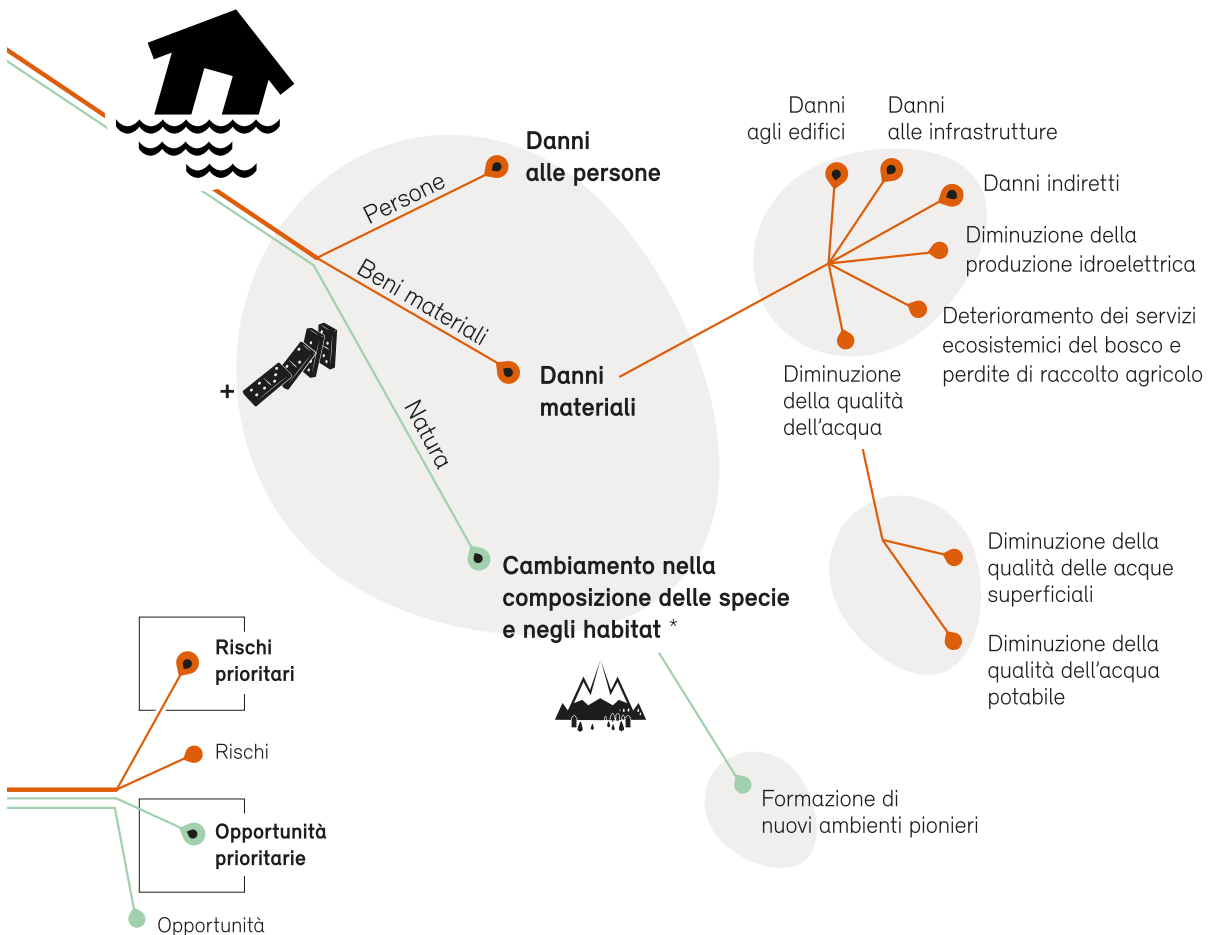 Danni
alle persone
Persone
Beni materiali
Natura
+
Danni
materiali
Cambiamento nella
composizione delle specie
e negli habitat *
Danni
agli edifici
Danni
alle infrastrutture
Danni indiretti
Diminuzione della
produzione idroelettrica
Deterioramento dei servizi
ecosistemici del bosco e
perdite di raccolto agricolo
Diminuzione
della qualità
dell'acqua
Diminuzione della
qualità delle acque
superficiali
Diminuzione della
qualità dell'acqua
potabile
Formazione di
nuovi ambienti pionieri
Rischi
prioritari
Rischi
Opportunità
prioritarie
Opportunità